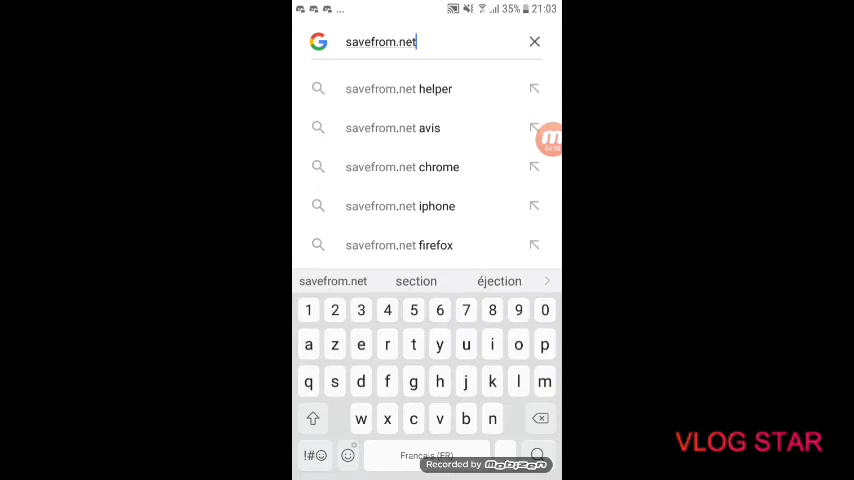 35% 21:03
savefrom.net
savefrom.net helper
savefrom.net avis
04:59
savefrom.net chrome
savefrom.net iphone
savefrom.net firefox
savefrom.net section éjection
1 2 3 4 5 6 7 8 9 0
a z e r t y u i o p
q s d f g h j k l m
w x c v b n
!#☺ Français (FR)
Recorded by mobizen
VLOG STAR